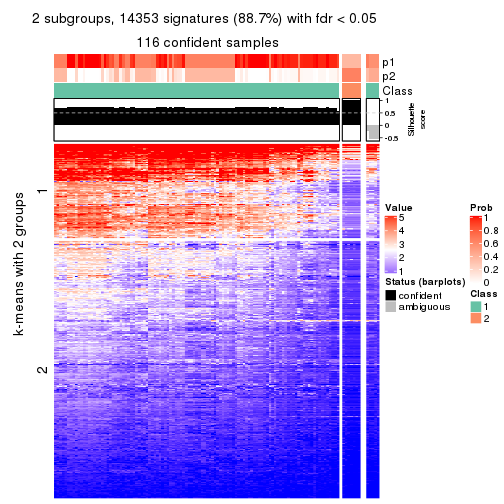 2 subgroups, 14353 signatures (88.7%) with fdr < 0.05
116 confident samples
p1
p2
Class
1
0.5
0
-0.5
Silhouette
score
k-means with 2 groups
1
2
Value
5
4
3
2
1
Status (barplots)
confident
ambiguous
Prob
1
0.8
0.6
0.4
0.2
0
Class
1
2